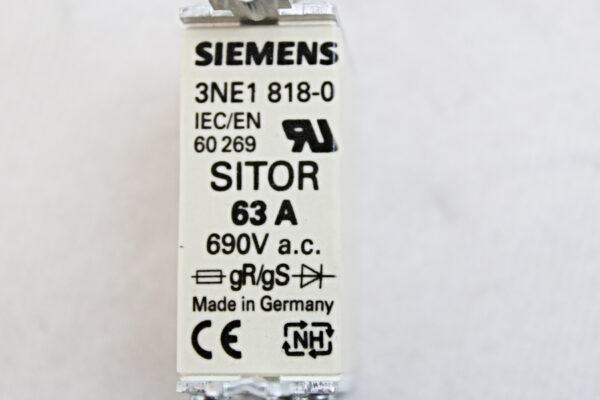 SIEMENS
3NE1 818-0
IEC/EN
60 269
SITOR
63 A
690V a.c.
gR/gS
Made in Germany
CE
NH